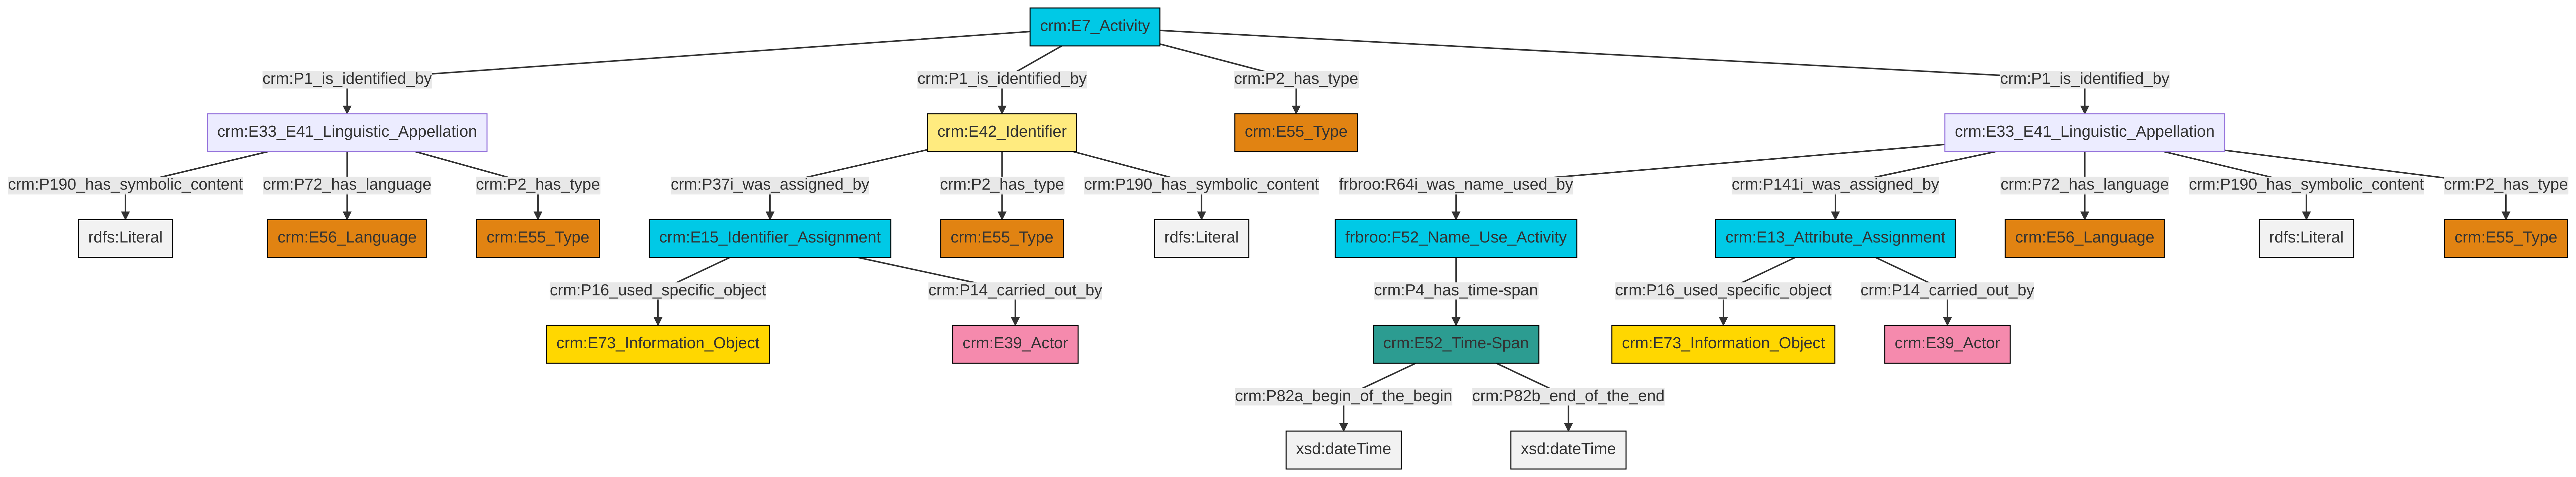 crm:E7_Activity
crm:P1_is_identified_by
crm:P1_is_identified_by
crm:P2_has_type
crm:P1_is_identified_by
crm:E33_E41_Linguistic_Appellation
crm:E42_Identifier
crm:E55_Type
crm:E33_E41_Linguistic_Appellation
crm:P190_has_symbolic_content
crm:P72_has_language
crm:P2_has_type
crm:P37i_was_assigned_by
crm:P2_has_type
crm:P190_has_symbolic_content
frbroo:R64i_was_name_used_by
crm:P141i_was_assigned_by
crm:P72_has_language
crm:P190_has_symbolic_content
crm:P2_has_type
rdfs:Literal
crm:E56_Language
crm:E55_Type
crm:E15_Identifier_Assignment
crm:E55_Type
rdfs:Literal
frbroo:F52_Name_Use_Activity
crm:E13_Attribute_Assignment
crm:E56_Language
rdfs:Literal
crm:E55_Type
crm:P16_used_specific_object
crm:P14_carried_out_by
crm:P4_has_time-span
crm:P16_used_specific_object
crm:P14_carried_out_by
crm:E73_Information_Object
crm:E39_Actor
crm:E52_Time-Span
crm:E73_Information_Object
crm:E39_Actor
crm:P82a_begin_of_the_begin
crm:P82b_end_of_the_end
xsd:dateTime
xsd:dateTime